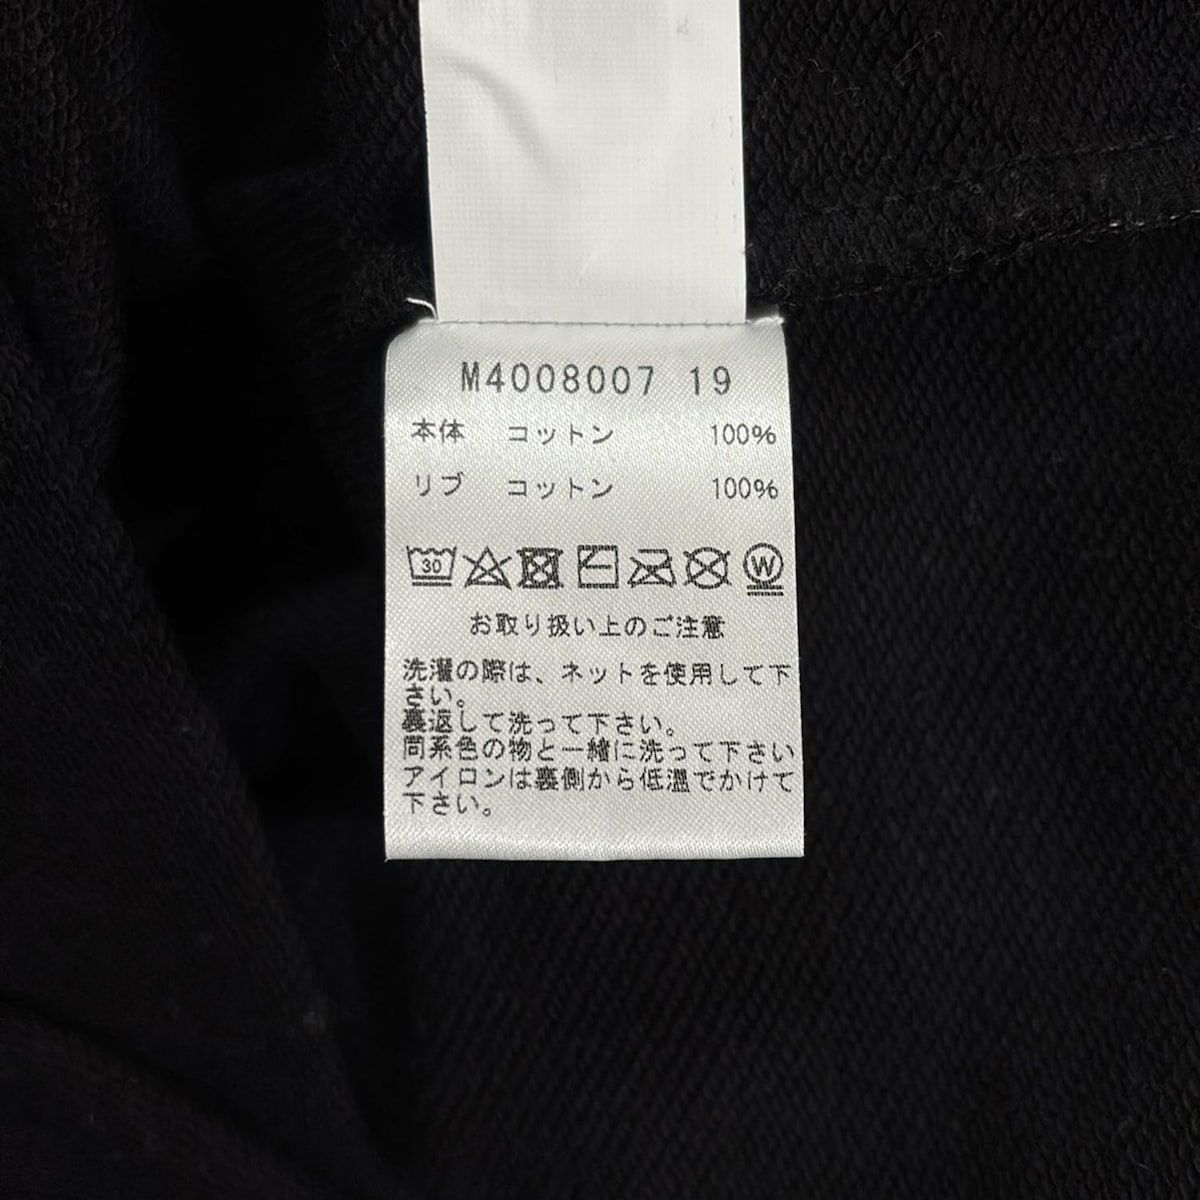 M4008007 19
本体 コットン 100%
リブ コットン 100%
30 W
お取り扱い上のご注意
洗濯の際は、ネットを使用して下
さい。
裏返して洗って下さい。
同系色の物と一緒に洗って下さい
アイロンは裏側から低温でかけて
下さい。